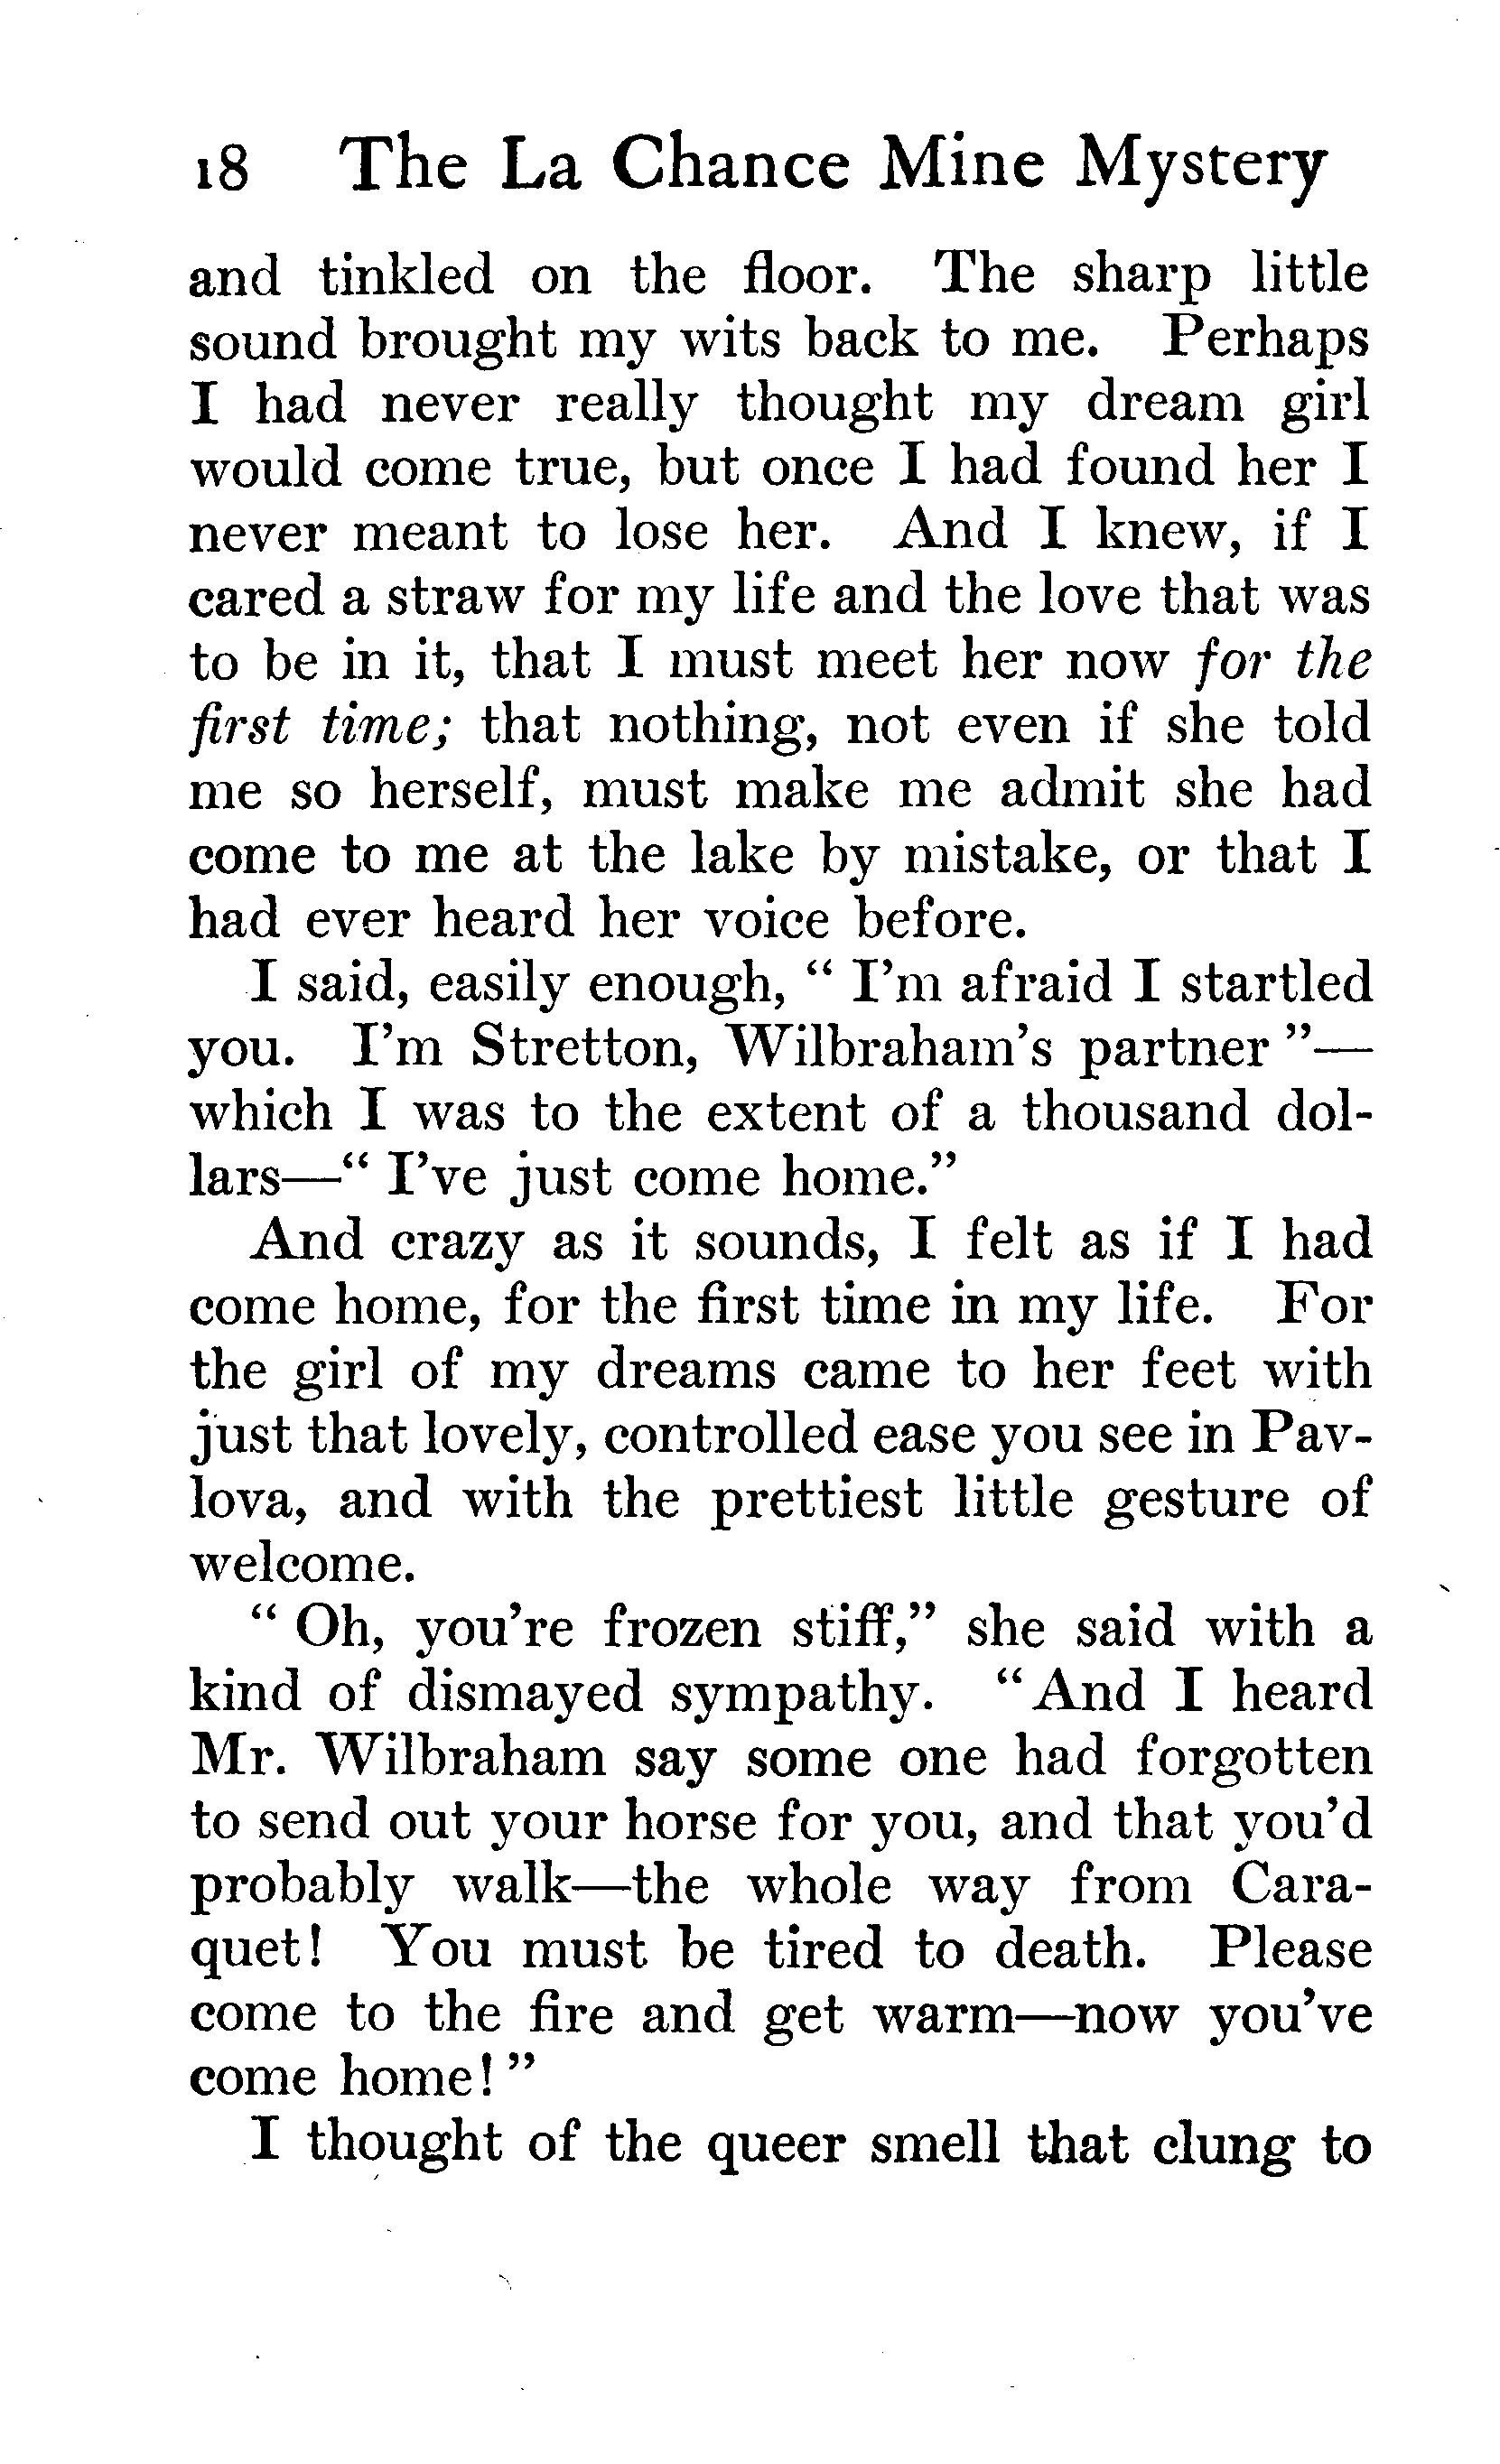 18 The La Chance Mine Mystery
and tinkled on the floor. The sharp little
sound brought my wits back to me. Perhaps
I had never really thought my dream girl
would come true, but once I had found her I
never meant to lose her. And I knew, if I
cared a straw for my life and the love that was
to be in it, that I must meet her now for the
first time; that nothing, not even if she told
me so herself, must make me admit she had
come to me at the lake by mistake, or that I
had ever heard her voice before.
I said, easily enough, “ I’m afraid I startled
you. I’m Stretton, Wilbraham’s partner ”—
which I was to the extent of a thousand dol-
lars—“ I’ve just come home.”
And crazy as it sounds, I felt as if I had
come home, for the first time in my life. For
the girl of my dreams came to her feet with
just that lovely, controlled ease you see in Pav-
lova, and with the prettiest little gesture of
welcome.
“ Oh, you’re frozen stiff,” she said with a
kind of dismayed sympathy. “ And I heard
Mr. Wilbraham say some one had forgotten
to send out your horse for you, and that you’d
probably walk—the whole way from Cara-
quet! You must be tired to death. Please
come to the fire and get warm—now you’ve
come home! ”
I thought of the queer smell that clung to